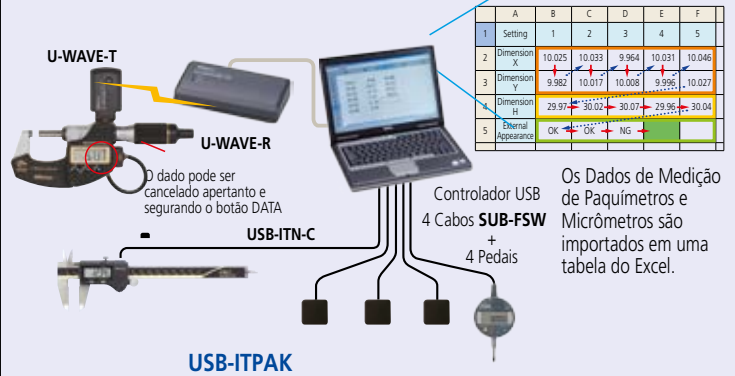 A B C D E F
1 Setting 1 2 3 4 5
2 Dimension X 10.025 10.033 9.964 10.031 10.046
3 Dimension Y 9.982 10.017 10.008 9.996 10.027
4 Dimension H 29.97 30.02 30.07 29.96 30.04
5 External Appearance OK OK NG
U-WAVE-T
U-WAVE-R
O dado pode ser
cancelado apertanto e
segurando o botão DATA
USB-ITN-C
Controlador USB
4 Cabos SUB-FSW
+
4 Pedais
Os Dados de Medição
de Paquímetros e
Micrômetros são
importados em uma
tabela do Excel.
USB-ITPAK